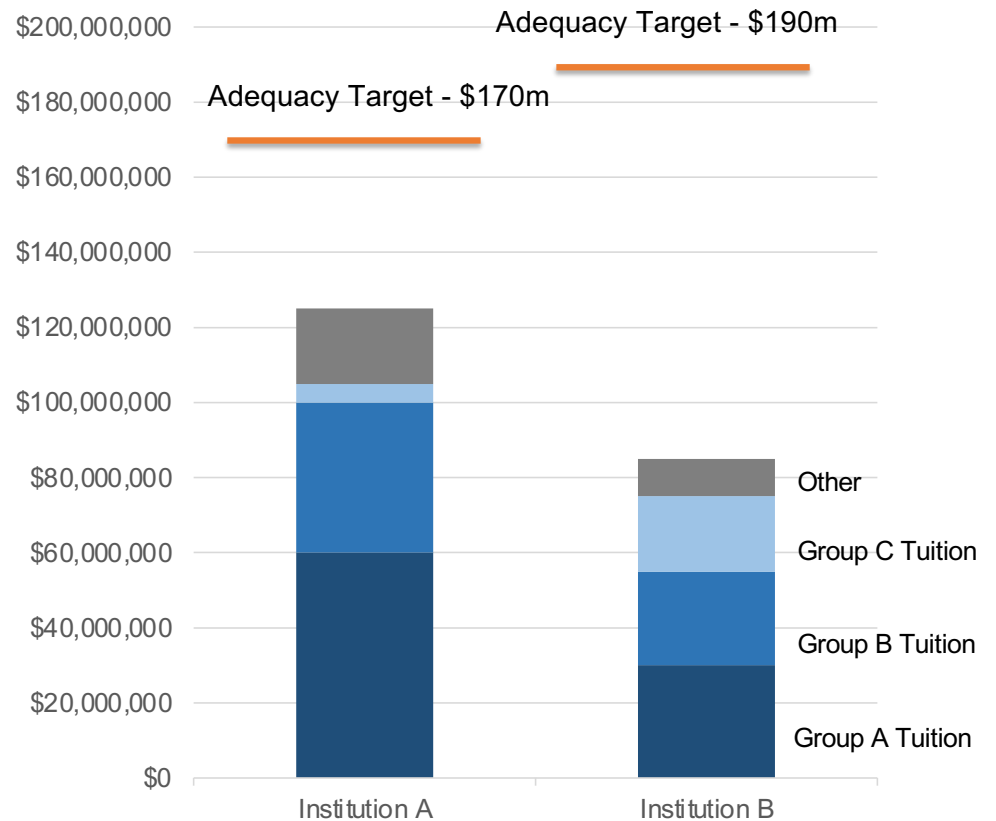 $200,000,000
Adequacy Target - $190m
$180,000,000
Adequacy Target - $170m
$160,000,000
$140,000,000
$120,000,000
$100,000,000
$80,000,000
Other
$60,000,000
Group C Tuition
$40,000,000
Group B Tuition
$20,000,000
Group A Tuition
$0
Institution A
Institution B